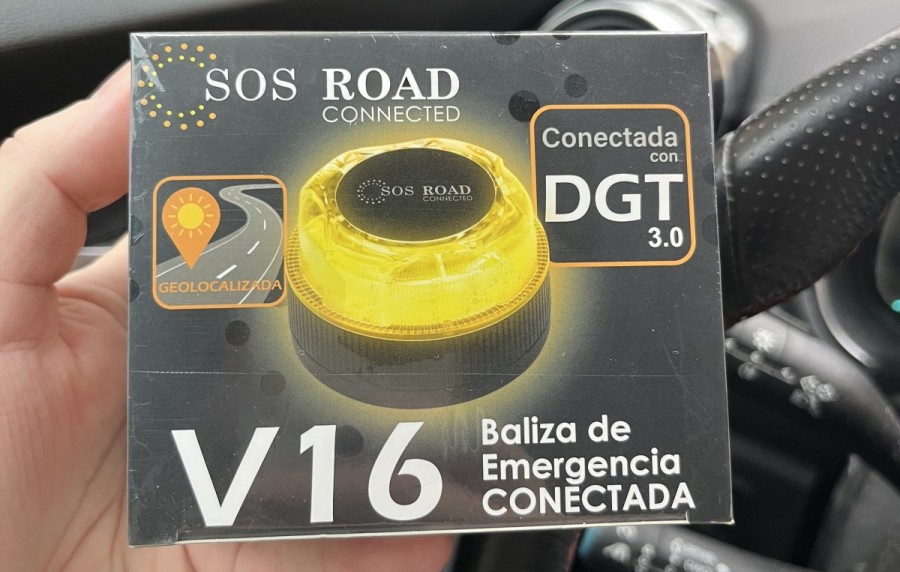 SOS ROAD
CONNECTED
Conectada
con
DGT
3.0
SOS ROAD
CONNECTED
GEOLOCALIZADA
V16
Baliza de
Emergencia
CONECTADA